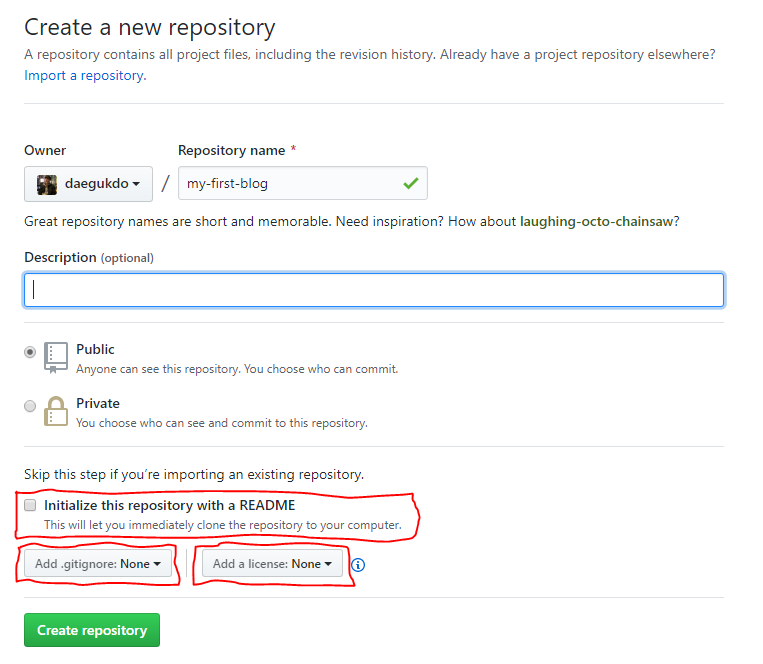 Create a new repository
A repository contains all project files, including the revision history. Already have a project repository elsewhere?
Import a repository.
Owner Repository name *
daegukdo / my-first-blog
Great repository names are short and memorable. Need inspiration? How about laughing-octo-chainsaw?
Description (optional)
Public
Anyone can see this repository. You choose who can commit.
Private
You choose who can see and commit to this repository.
Skip this step if you’re importing an existing repository.
Initialize this repository with a README
This will let you immediately clone the repository to your computer.
Add .gitignore: None Add a license: None
Create repository